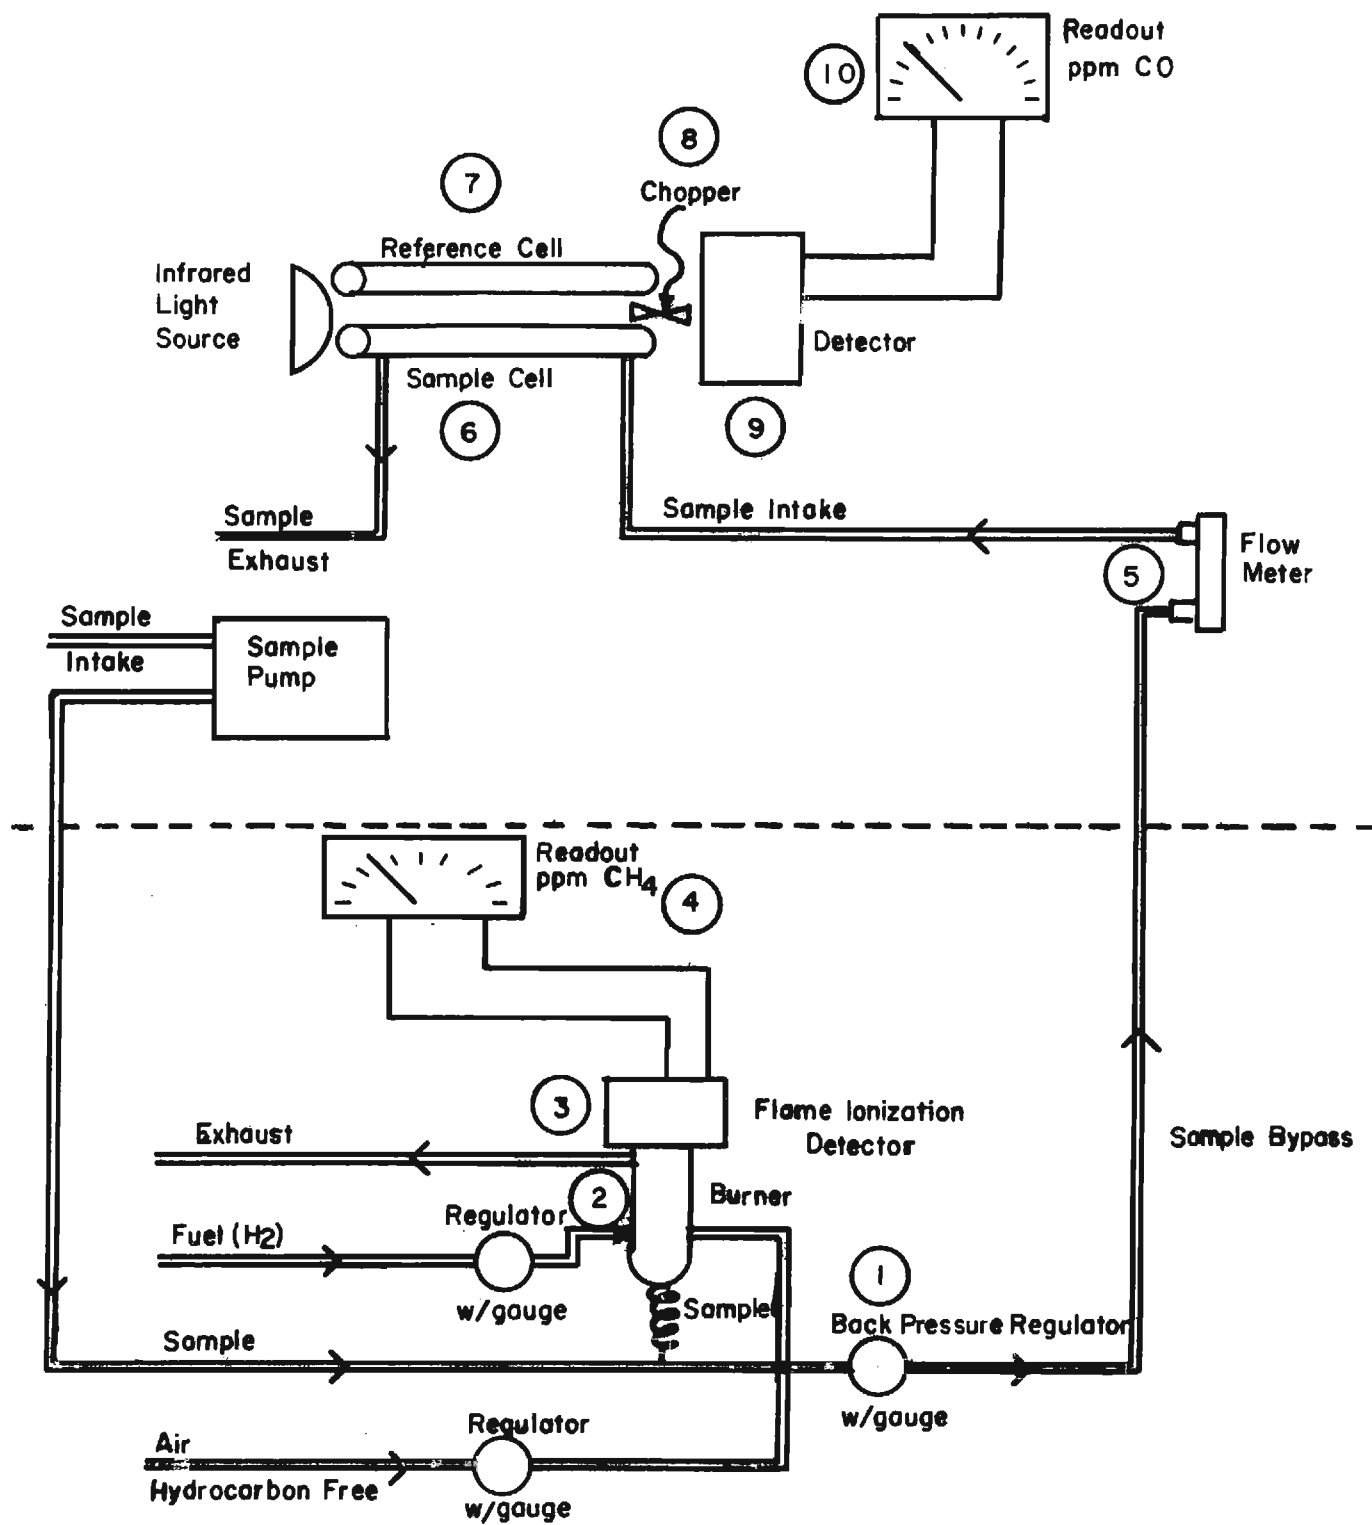 Readout
ppm CO
10
8
Chopper
7
Reference Cell
Infrared
Light
Source
Detector
Sample Cell
6
9
Sample Intake
Sample
Exhaust
Flow
Meter
5
Sample
Intake
Sample
Pump
Readout
ppm CH4
4
3
Flame Ionization
Detector
Exhaust
Sample Bypass
2
Burner
Regulator
Fuel (H2)
w/gauge
1
Sample
Back Pressure Regulator
Sample
w/gauge
Regulator
Air
Hydrocarbon Free
w/gauge